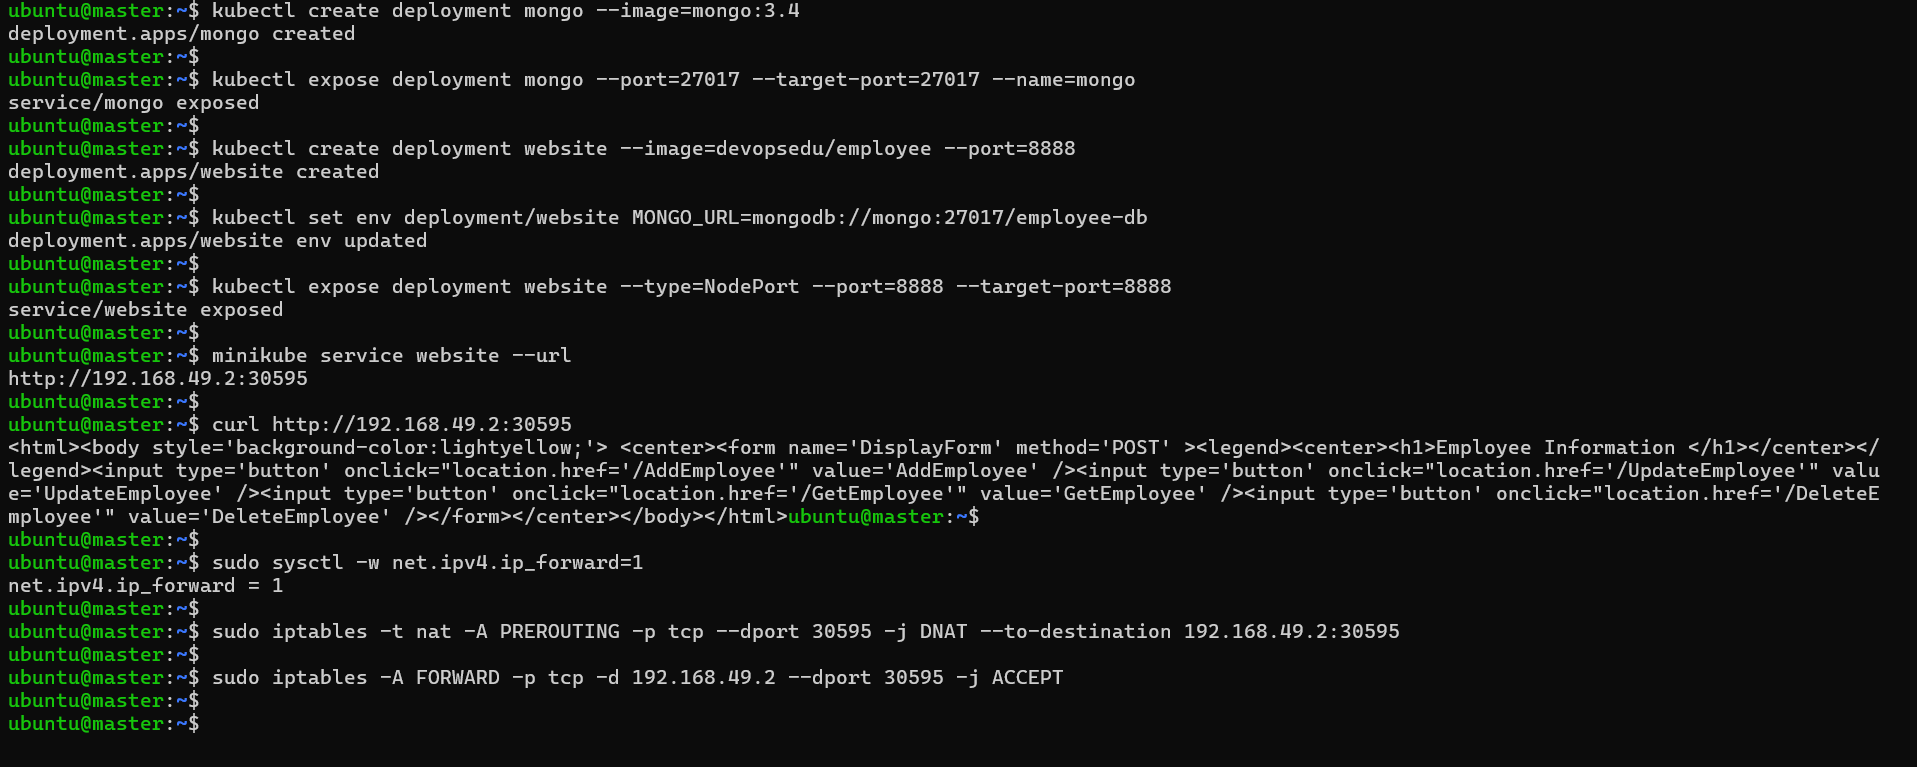 ubuntu@master:~$ kubectl create deployment mongo --image=mongo:3.4
deployment.apps/mongo created
ubuntu@master:~$
ubuntu@master:~$ kubectl expose deployment mongo --port=27017 --target-port=27017 --name=mongo
service/mongo exposed
ubuntu@master:~$
ubuntu@master:~$ kubectl create deployment website --image=devopsedu/employee --port=8888
deployment.apps/website created
ubuntu@master:~$
ubuntu@master:~$ kubectl set env deployment/website MONGO_URL=mongodb://mongo:27017/employee-db
deployment.apps/website env updated
ubuntu@master:~$
ubuntu@master:~$ kubectl expose deployment website --type=NodePort --port=8888 --target-port=8888
service/website exposed
ubuntu@master:~$
ubuntu@master:~$ minikube service website --url
http://192.168.49.2:30595
ubuntu@master:~$
ubuntu@master:~$ curl http://192.168.49.2:30595
<html><body style='background-color:lightyellow;'> <center><form name='DisplayForm' method='POST' ><legend><center><h1>Employee Information </h1></center></
legend><input type='button' onclick="location.href='/AddEmployee'" value='AddEmployee' /><input type='button' onclick="location.href='/UpdateEmployee'" valu
e='UpdateEmployee' /><input type='button' onclick="location.href='/GetEmployee'" value='GetEmployee' /><input type='button' onclick="location.href='/DeleteE
mployee'" value='DeleteEmployee' /></form></center></body></html>ubuntu@master:~$
ubuntu@master:~$
ubuntu@master:~$ sudo sysctl -w net.ipv4.ip_forward=1
net.ipv4.ip_forward = 1
ubuntu@master:~$
ubuntu@master:~$ sudo iptables -t nat -A PREROUTING -p tcp --dport 30595 -j DNAT --to-destination 192.168.49.2:30595
ubuntu@master:~$
ubuntu@master:~$ sudo iptables -A FORWARD -p tcp -d 192.168.49.2 --dport 30595 -j ACCEPT
ubuntu@master:~$
ubuntu@master:~$